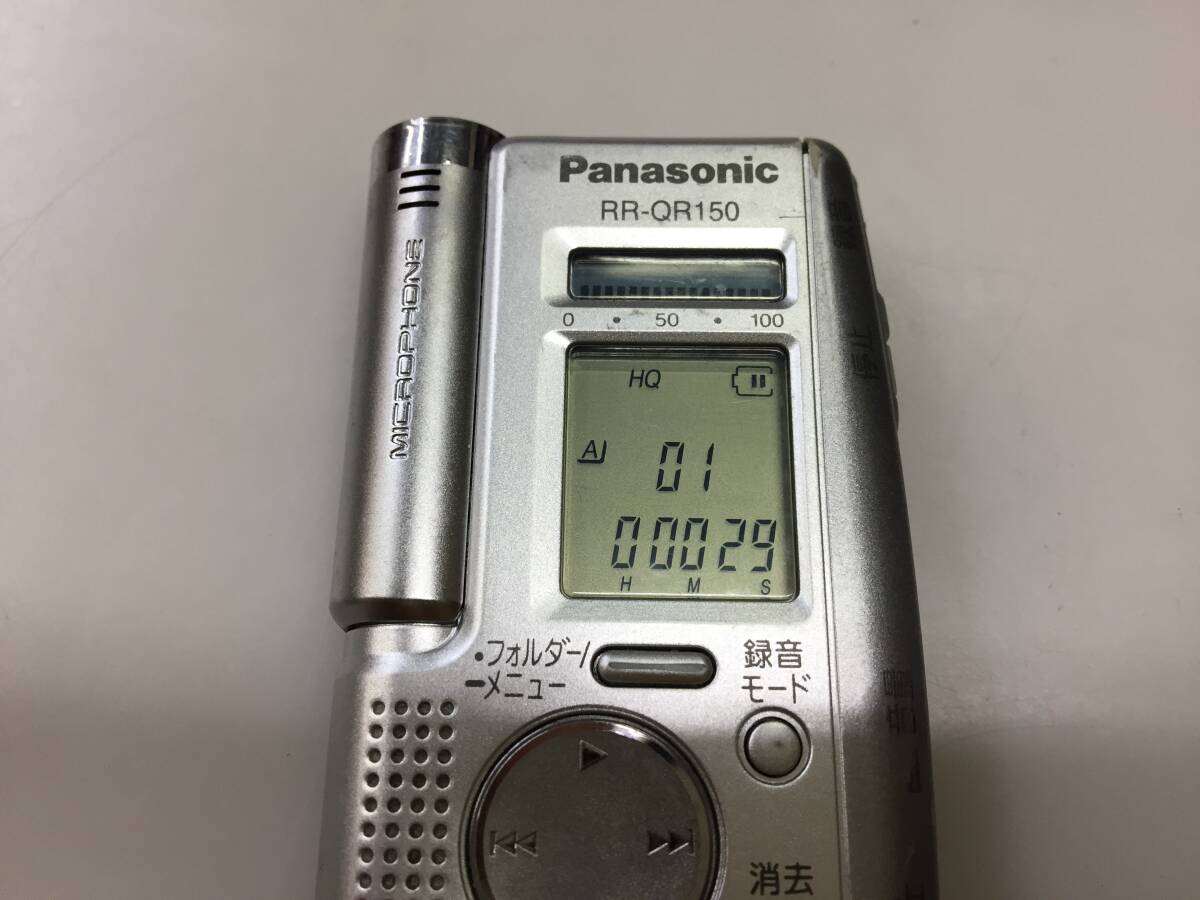 Panasonic
RR-QR150
MICROPHONE
0 • 50 • 100
HQ
A
01
00029
H M S
•フォルダー/
ーメニュー
録音
モード
消去